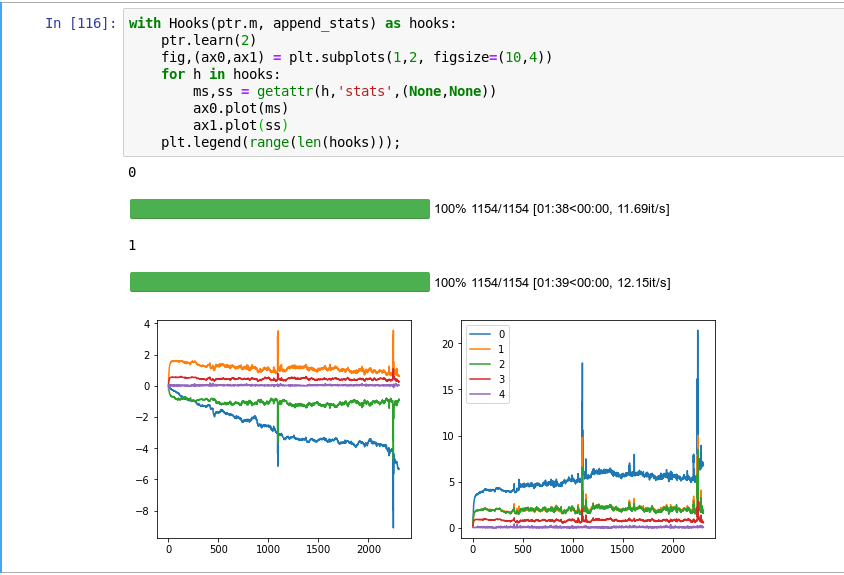 In [116]: with Hooks(ptr.m, append_stats) as hooks:
    ptr.learn(2)
    fig,(ax0,ax1) = plt.subplots(1,2, figsize=(10,4))
    for h in hooks:
        ms,ss = getattr(h,'stats',(None,None))
        ax0.plot(ms)
        ax1.plot(ss)
    plt.legend(range(len(hooks)));
0
100% 1154/1154 [01:38<00:00, 11.69it/s]
1
100% 1154/1154 [01:39<00:00, 12.15it/s]
4
2
0
−2
−4
−6
−8
0 500 1000 1500 2000
20
15
10
5
0
0 500 1000 1500 2000
0
1
2
3
4